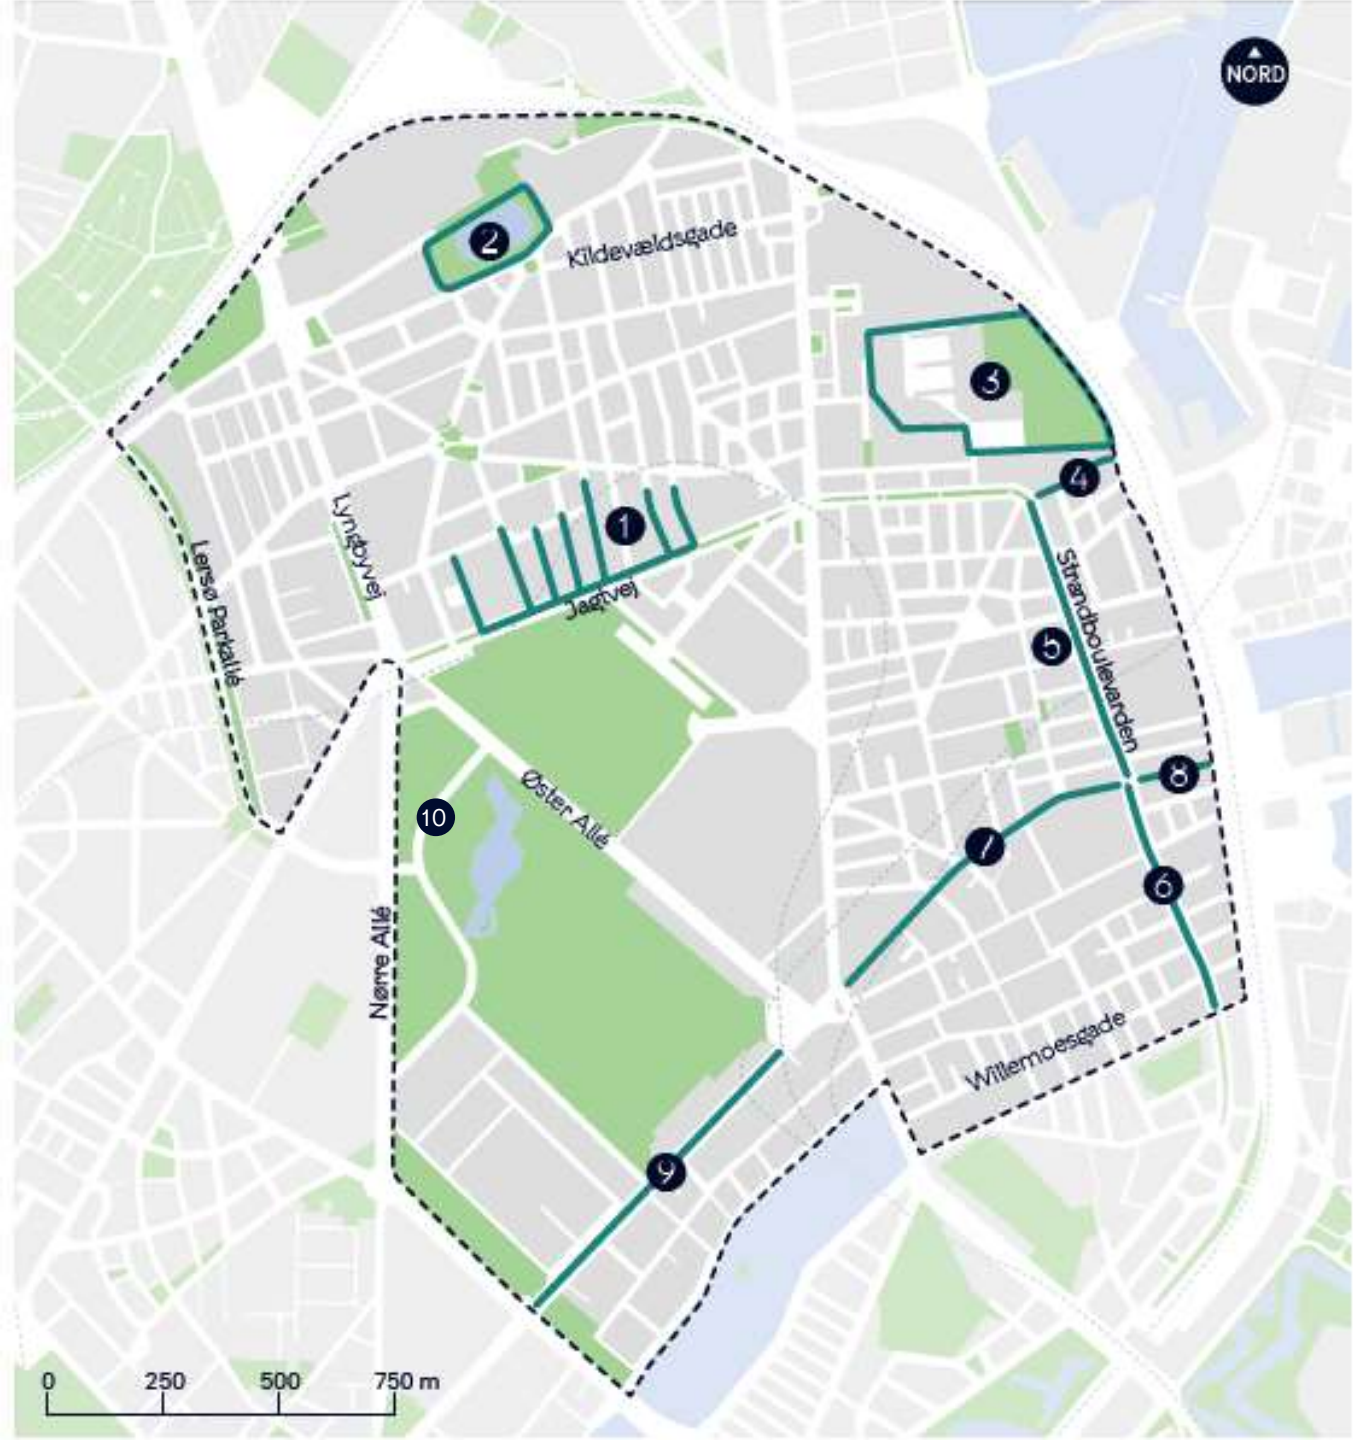 NORD
2
Kildevældsgade
3
4
1
Lyngbyvej
Jagtvej
Lersø Parkallé
Strandboulevarden
5
8
Øster Allé
10
7
6
Nørre Allé
Willemoesgade
9
0 250 500 750 m